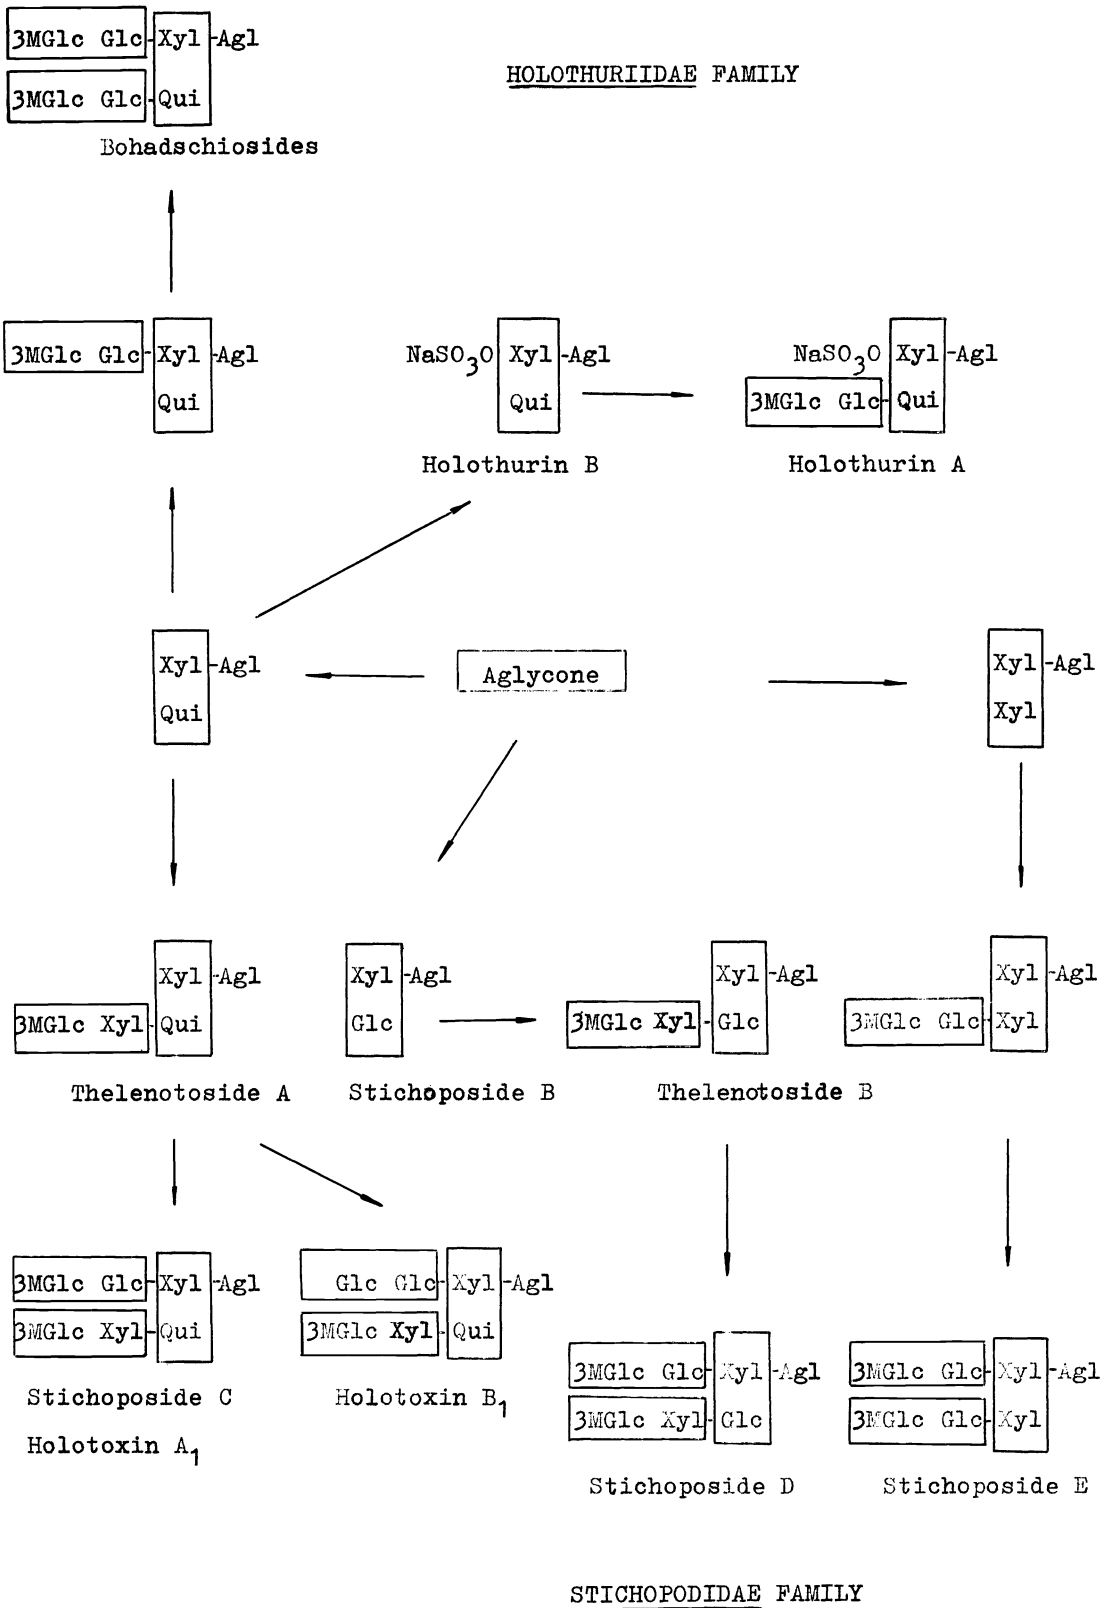 3MGlc Glc Xyl-Agl
HOLOTHURIIDAE FAMILY
3MGlc Glc-Qui
Bohadschiosides
3MGlc Glc-Xyl-Agl
Qui
NaSO3O Xyl-Agl
Qui
Holothurin B
NaSO3O Xyl-Agl
3MGlc Glc-Qui
Holothurin A
Xyl-Agl
Qui
Aglycone
Xyl-Agl
Xyl
Xyl-Agl
3MGlc Xyl-Qui
Thelenotoside A
Xyl-Agl
Glc
Stichoposide B
Xyl-Agl
3MGlc Xyl-Glc
Thelenotoside B
Xyl-Agl
3MGlc Glc-Xyl
3MGlc Glc-Xyl-Agl
3MGlc Xyl-Qui
Stichoposide C
Holotoxin A1
Glc Glc-Xyl-Agl
3MGlc Xyl-Qui
Holotoxin B1
3MGlc Glc-Xyl-Agl
3MGlc Xyl-Glc
Stichoposide D
3MGlc Glc-Xyl-Agl
3MGlc Glc-Xyl
Stichoposide E
STICHOPODIDAE FAMILY